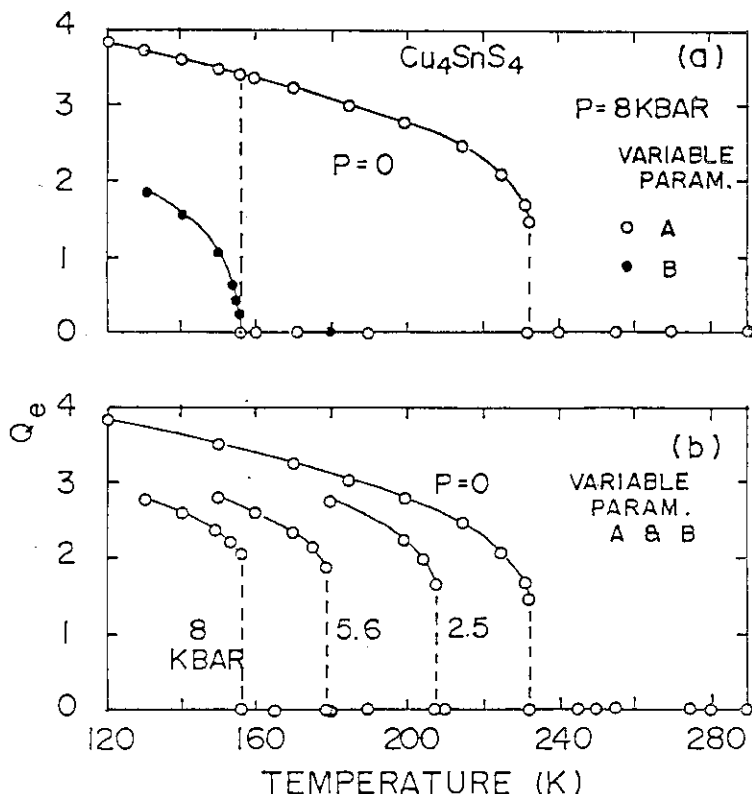 4
3
2
1
0
Cu₄SnS₄
(a)
P=8KBAR
P=0
VARIABLE
PARAM.
A
B
Qe
4
3
2
1
0
(b)
P=0
VARIABLE
PARAM.
A & B
8
KBAR
5.6
2.5
120
160
200
240
280
TEMPERATURE (K)